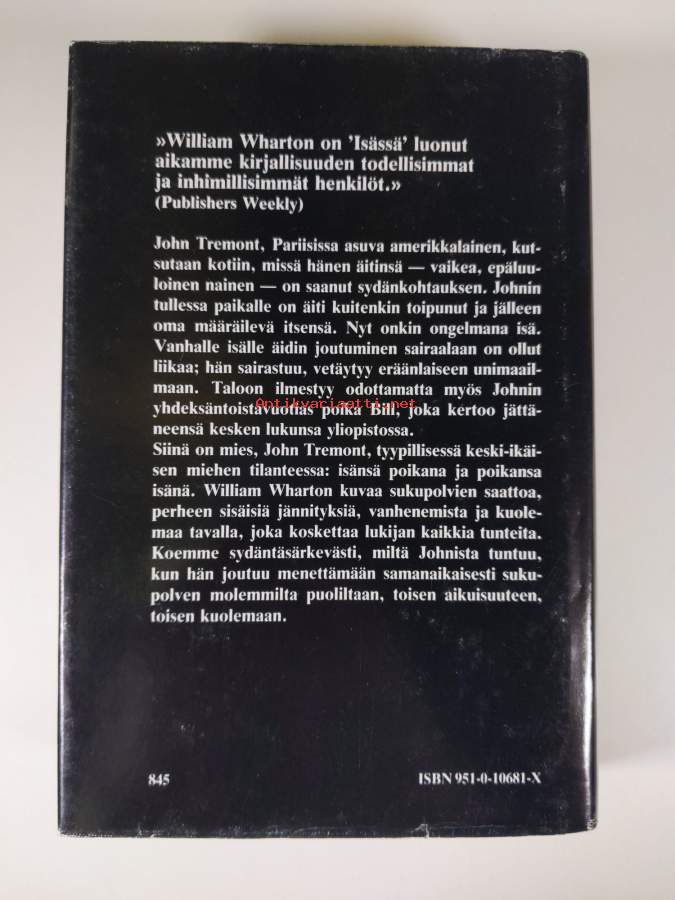 »William Wharton on ’Isässä’ luonut
aikamme kirjallisuuden todellisimmat
ja inhimillisimmät henkilöt.»
(Publishers Weekly)
John Tremont, Pariisissa asuva amerikkalainen, kut-
sutaan kotiin, missä hänen äitinsä — vaikea, epäluu-
loinen nainen — on saanut sydänkohtauksen. Johnin
tullessa paikalle on äiti kuitenkin toipunut ja jälleen
oma määräilevä itsensä. Nyt onkin ongelmana isä.
Vanhalle isälle äidin joutuminen sairaalaan on ollut
liikaa; hän sairastuu, vetäytyy eräänlaiseen unimaail-
maan. Taloon ilmestyy odottamatta myös Johnin
yhdeksäntoistavuotias poika Bill, joka kertoo jättä-
Antikvariaatti.net
neensä kesken lukunsa yliopistossa.
Siinä on mies, John Tremont, tyypillisessä keski-ikäi-
sen miehen tilanteessa: isänsä poikana ja poikansa
isänä. William Wharton kuvaa sukupolvien saattoa,
perheen sisäisiä jännityksiä, vanhenemista ja kuole-
maa tavalla, joka koskettaa lukijan kaikkia tunteita.
Koemme sydäntäsärkevästi, miltä Johnista tuntuu,
kun hän joutuu menettämään samanaikaisesti suku-
polven molemmilta puoliltaan, toisen aikuisuuteen,
toisen kuolemaan.
845
ISBN 951-0-10681-X